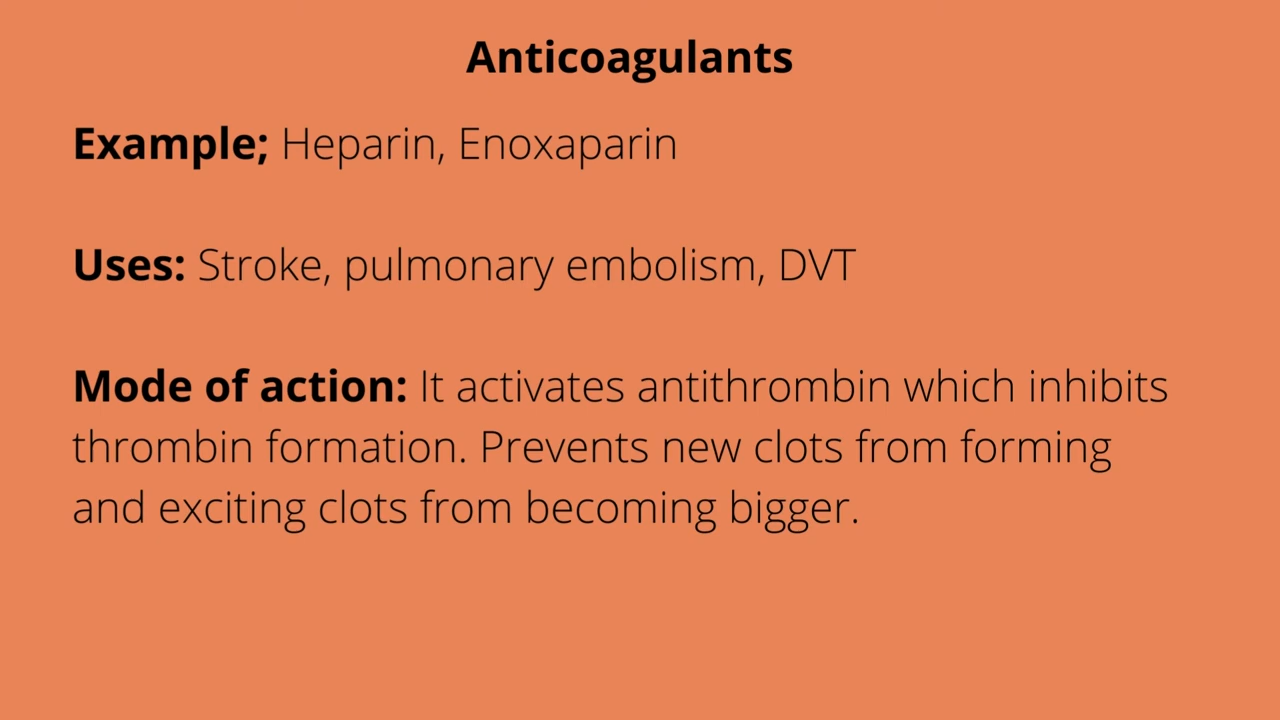 Anticoagulants
Example; Heparin, Enoxaparin
Uses: Stroke, pulmonary embolism, DVT
Mode of action: It activates antithrombin which inhibits
thrombin formation. Prevents new clots from forming
and exciting clots from becoming bigger.